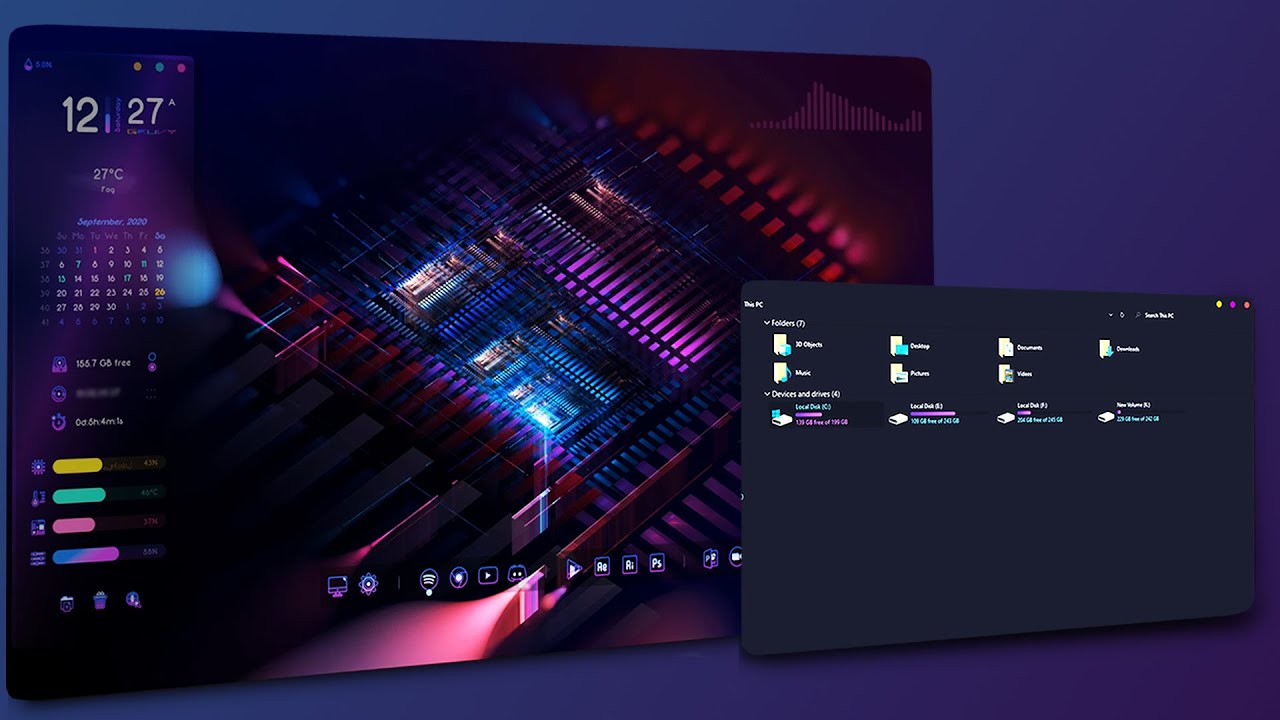 5.0N
12 Saturday 27 A
GEFUVY
27°C
Fog
September, 2020
Su Mo Tu We Th Fr Sa
36 30 31 1 2 3 4 5
37 6 7 8 9 10 11 12
38 13 14 15 16 17 18 19
39 20 21 22 23 24 25 26
40 27 28 29 30 1 2 3
41 4 5 6 7 8 9 10
155.7 GB free
0d:5h:4m:1s
43%
46°C
37%
55%
Ae Ai Ps
This PC
Search This PC
Folders (7)
3D Objects Desktop Documents Downloads
Music Pictures Videos
Devices and drives (4)
Local Disk (C:) Local Disk (E:) Local Disk (F:) New Volume (K:)
139 GB free of 199 GB 109 GB free of 243 GB 204 GB free of 245 GB 229 GB free of 242 GB